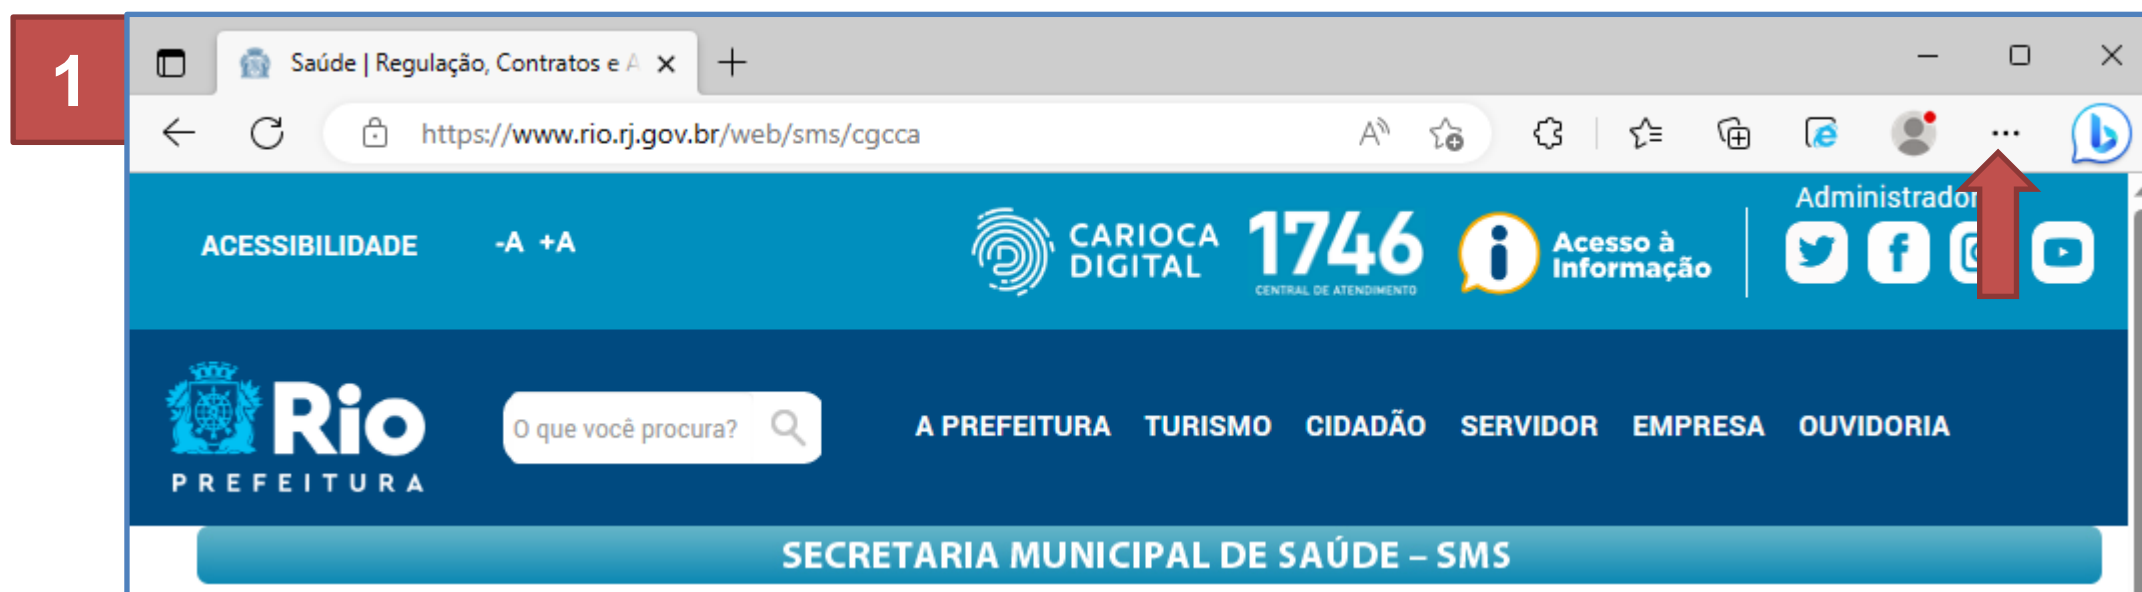 1
Saúde | Regulação, Contratos e A
https://www.rio.rj.gov.br/web/sms/cgcca
Administrador
ACESSIBILIDADE -A +A
CARIOCA DIGITAL
1746
CENTRAL DE ATENDIMENTO
Acesso à
Informação
Rio
PREFEITURA
O que você procura?
A PREFEITURA TURISMO CIDADÃO SERVIDOR EMPRESA OUVIDORIA
SECRETARIA MUNICIPAL DE SAÚDE – SMS